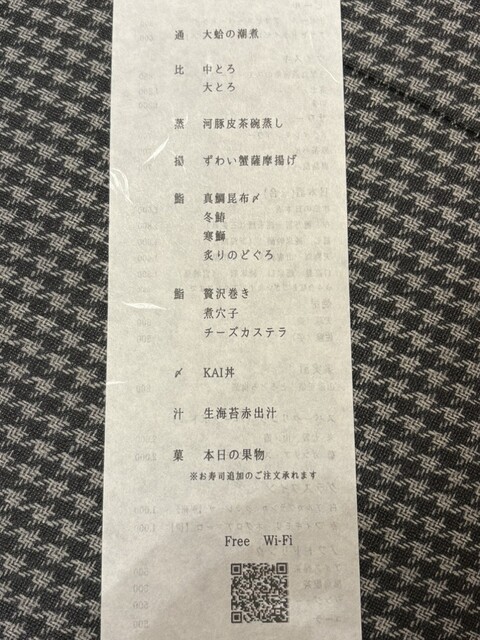 通 大蛤の潮煮
比 中とろ
大とろ
蒸 河豚皮茶碗蒸し
揚 ずわい蟹薩摩揚げ
鮨 真鯛昆布〆
冬鰆
寒鰤
炙りのどぐろ
鮨 贅沢巻き
煮穴子
チーズカステラ
〆 KAI丼
汁 生海苔赤出汁
菓 本日の果物
※お寿司追加のご注文承れます
Free Wi-Fi